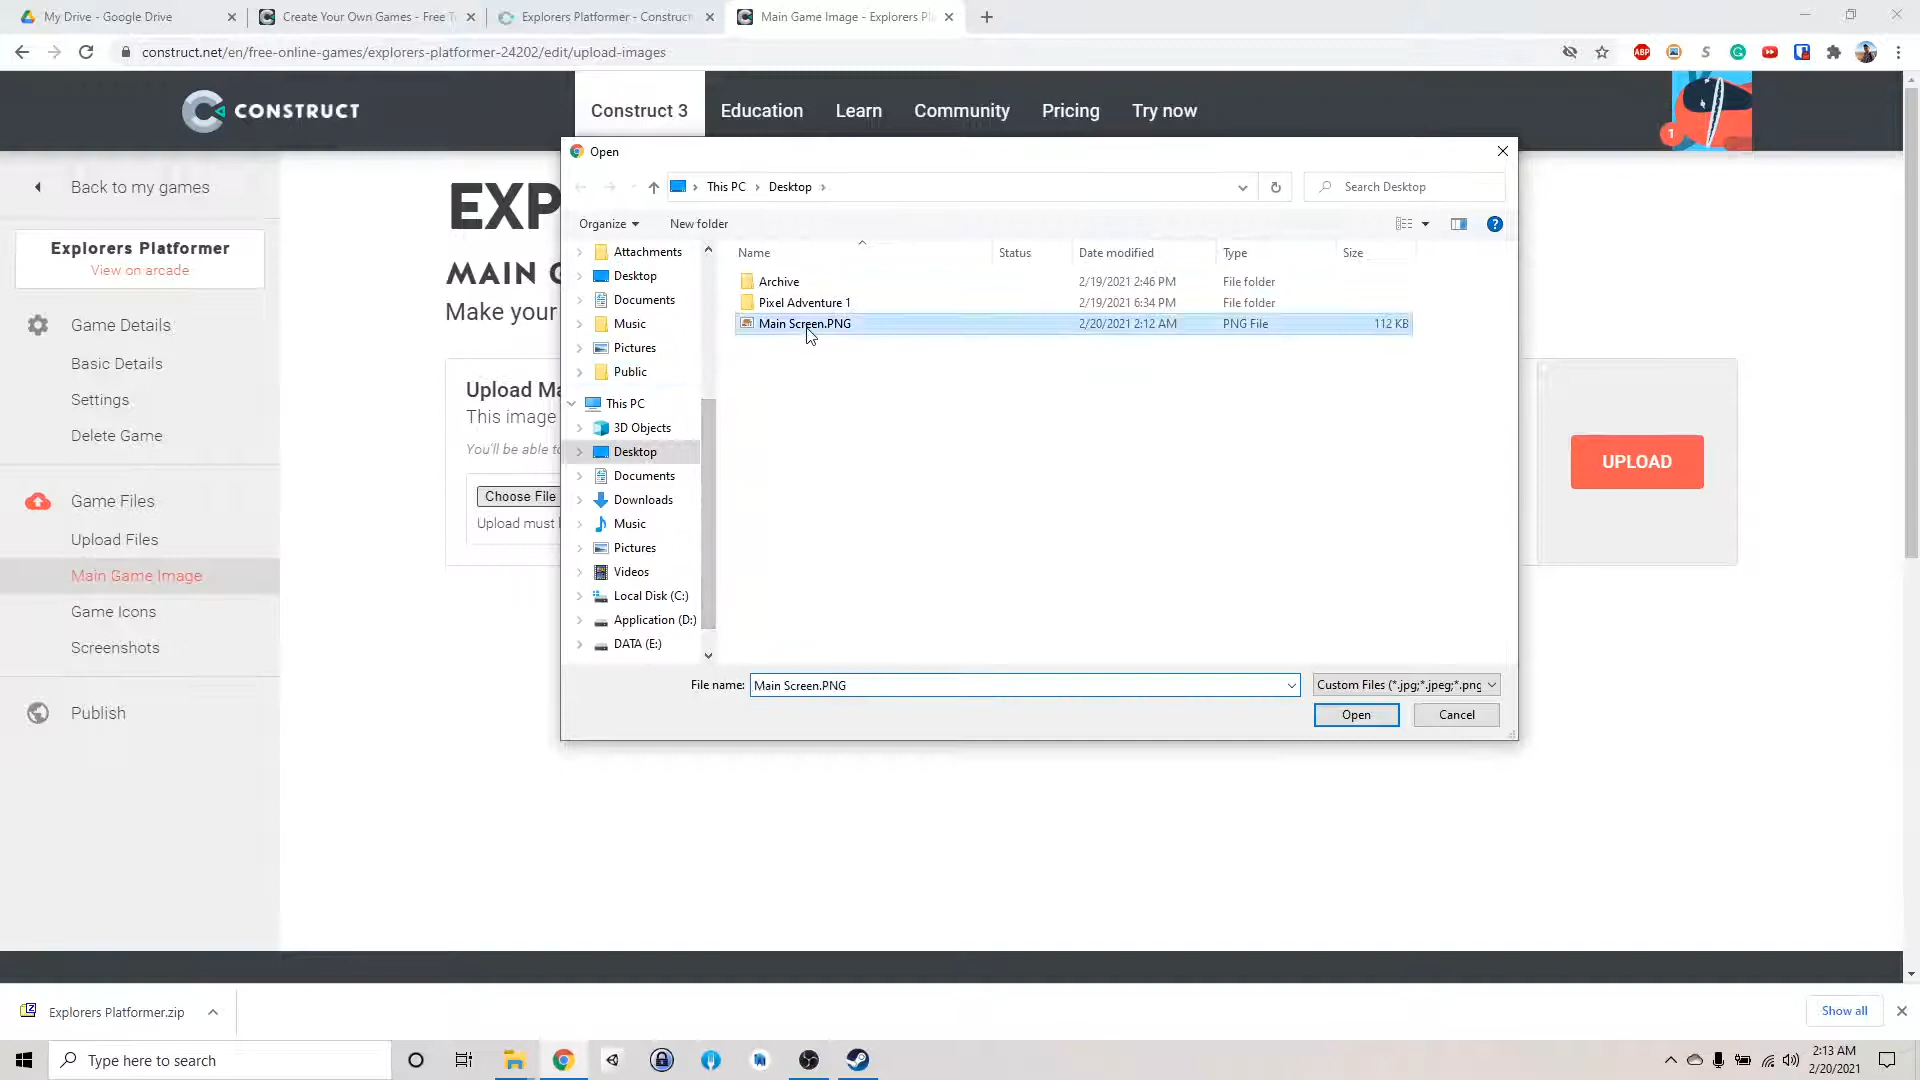 My Drive - Google Drive
Create Your Own Games - Free T
Explorers Platformer - Construct
Main Game Image - Explorers Pl
construct.net/en/free-online-games/explorers-platformer-24202/edit/upload-images
ABP
CONSTRUCT
Construct 3
Education
Learn
Community
Pricing
Try now
1
Back to my games
Explorers Platformer
View on arcade
Game Details
Basic Details
Settings
Delete Game
Game Files
Upload Files
Main Game Image
Game Icons
Screenshots
Publish
EXP
MAIN G
Make your
Upload Ma
This image
You'll be able to
Choose File
Upload must b
UPLOAD
Open
This PC
Desktop
Search Desktop
Organize
New folder
Attachments
Desktop
Documents
Music
Pictures
Public
This PC
3D Objects
Desktop
Documents
Downloads
Music
Pictures
Videos
Local Disk (C:)
Application (D:)
DATA (E:)
Name Status Date modified Type Size
Archive 2/19/2021 2:46 PM File folder
Pixel Adventure 1 2/19/2021 6:34 PM File folder
Main Screen.PNG 2/20/2021 2:12 AM PNG File 112 KB
File name: Main Screen.PNG
Custom Files (*.jpg;*.jpeg;*.png
Open
Cancel
Explorers Platformer.zip
Show all
Type here to search
2:13 AM
2/20/2021